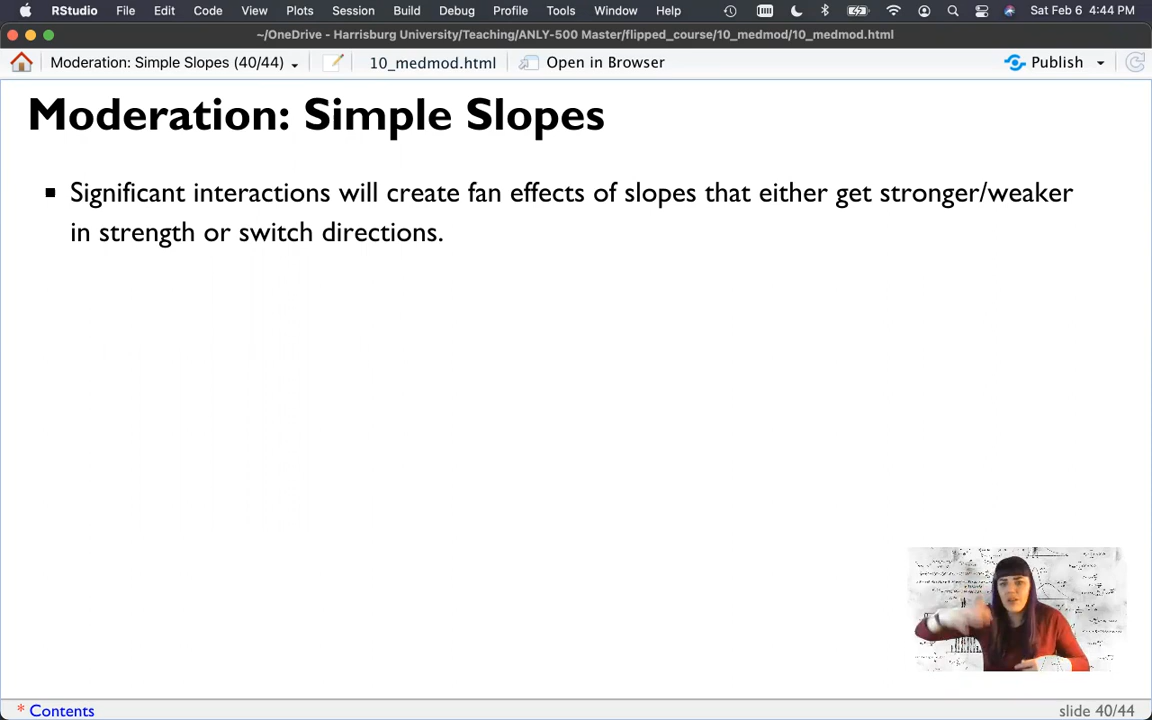 RStudio File Edit Code View Plots Session Build Debug Profile Tools Window Help Sat Feb 6 4:44 PM
~/OneDrive - Harrisburg University/Teaching/ANLY-500 Master/flipped_course/10_medmod/10_medmod.html
Moderation: Simple Slopes (40/44) 10_medmod.html Open in Browser Publish
Moderation: Simple Slopes
Significant interactions will create fan effects of slopes that either get stronger/weaker
in strength or switch directions.
* Contents
slide 40/44